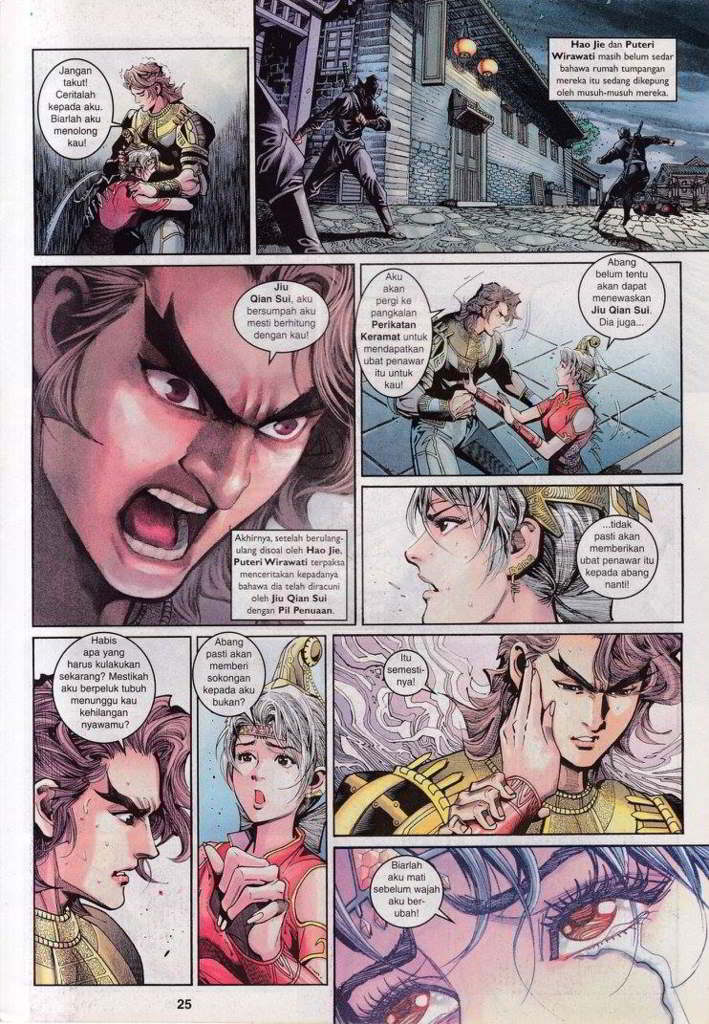 Jangan
takut!
Ceritalah
kepada aku.
Biarlah aku
menolong
kau!
Hao Jie dan Puteri
Wirawati masih belum sedar
bahawa rumah tumpangan
mereka itu sedang dikepung
oleh musuh-musuh mereka.
Jiu
Qian Sui, aku
bersumpah aku
mesti berhitung
dengan kau!
Akhirnya, setelah berulang-
ulang disoal oleh Hao Jie,
Puteri Wirawati terpaksa
menceritakan kepadanya
bahawa dia telah diracuni
oleh Jiu Qian Sui
dengan Pil Penuaan.
Aku
akan
pergi ke
pangkalan
Perikatan
Keramat untuk
mendapatkan
ubat penawar
itu untuk
kau!
Abang
belum tentu
akan dapat
menewaskan
Jiu Qian Sui.
Dia juga...
...tidak
pasti akan
memberikan
ubat penawar itu
kepada abang
nanti!
Habis
apa yang
harus kulakukan
sekarang? Mestikah
aku berpeluk tubuh
menunggu kau
kehilangan
nyawamu?
Abang
pasti akan
memberi
sokongan
kepada aku
bukan?
Itu
semesti-
nya!
Biarlah
aku mati
sebelum wajah
aku ber-
ubah!
25